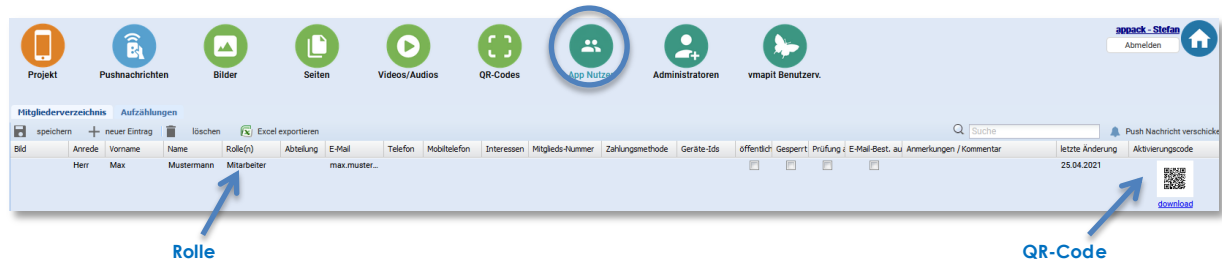 appack - Stefan
Abmelden
Projekt Pushnachrichten Bilder Seiten Videos/Audios QR-Codes App Nutzer Administratoren vmapit Benutzerv.
Mitgliederverzeichnis Aufzählungen
speichern neuer Eintrag löschen Excel exportieren Suche Push Nachricht verschicke
Bild Anrede Vorname Name Rolle(n) Abteilung E-Mail Telefon Mobiltelefon Interessen Mitglieds-Nummer Zahlungsmethode Geräte-Ids öffentlich Gesperrt Prüfung a E-Mail-Best. au Anmerkungen / Kommentar letzte Änderung Aktivierungscode
Herr Max Mustermann Mitarbeiter max.muster... 25.04.2021
download
Rolle QR-Code